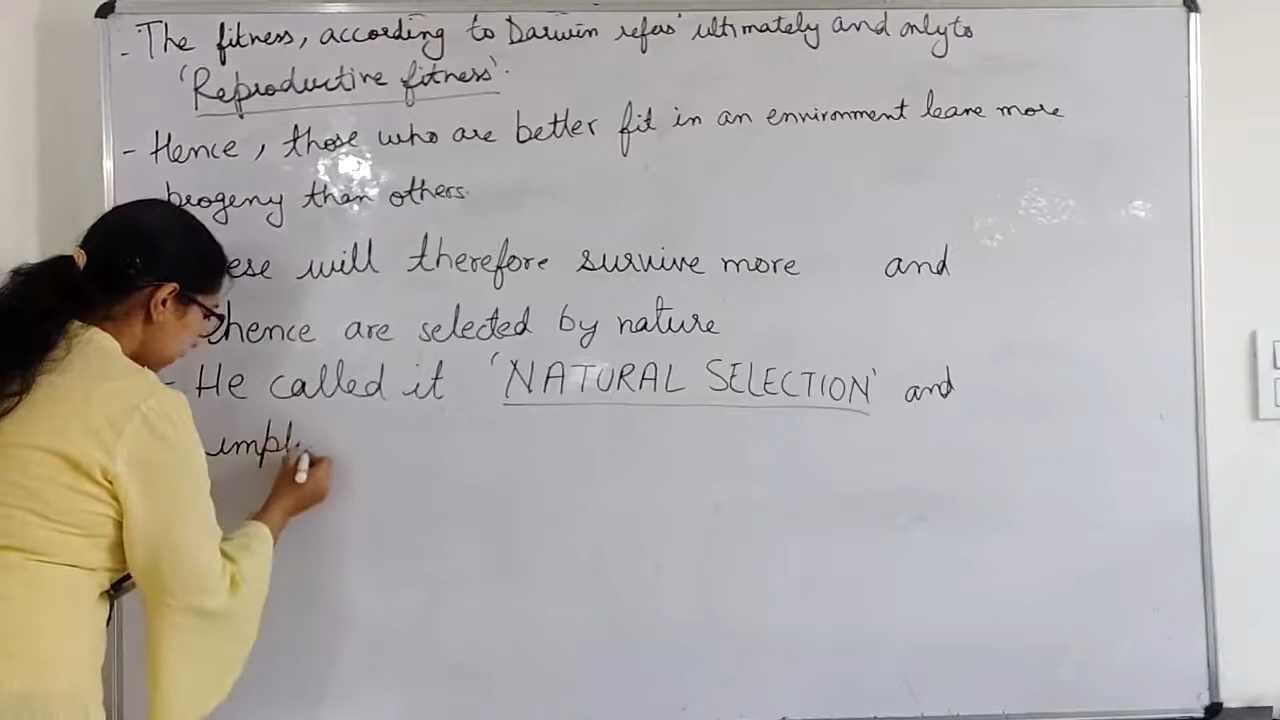 - The fitness, according to Darwin refers ultimately and only to
'Reproductive fitness'.
- Hence, those who are better fit in an environment leave more
progeny than others.
ese will therefore survive more and
hence are selected by nature
- He called it 'NATURAL SELECTION' and
impl